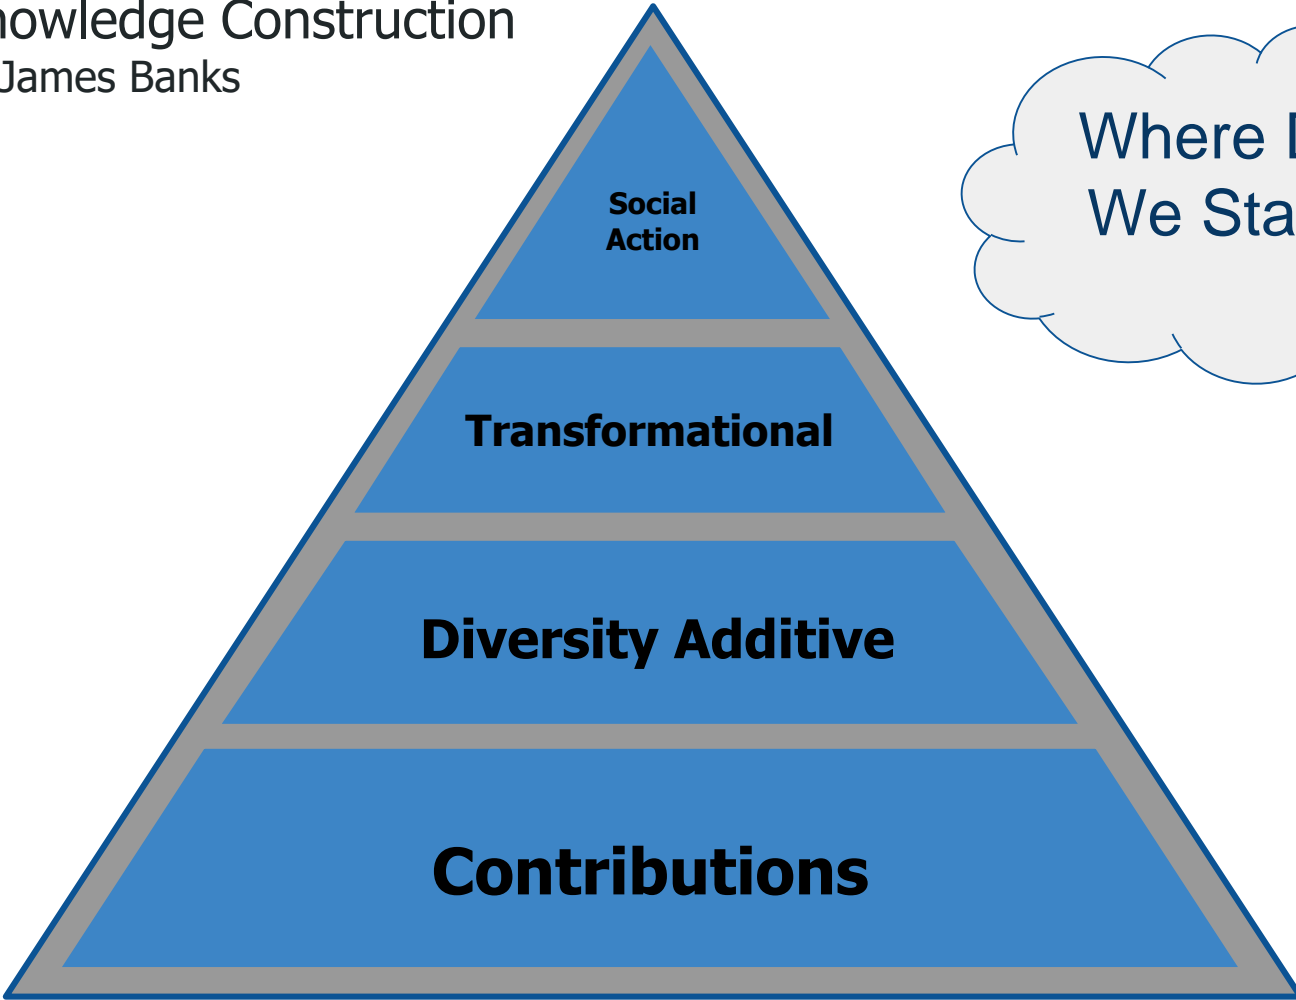 nowledge Construction
James Banks
Where
We Sta
Social
Action
Transformational
Diversity Additive
Contributions